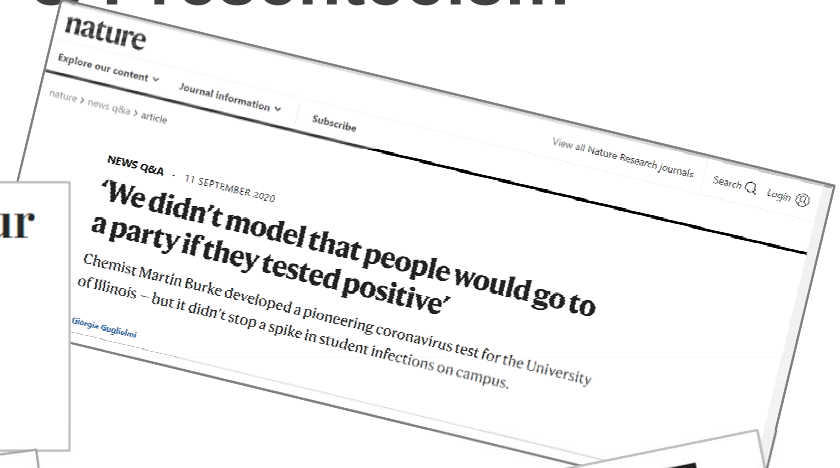 & Presenteeism
nature
Explore our content Journal information Subscribe
View all Nature Research journals Search Login
nature > news q&a > article
NEWS Q&A · 11 SEPTEMBER 2020
‘We didn’t model that people would go to
a party if they tested positive’
Chemist Martin Burke developed a pioneering coronavirus test for the University
of Illinois — but it didn’t stop a spike in student infections on campus.
Giorgia Guglielmi
ur